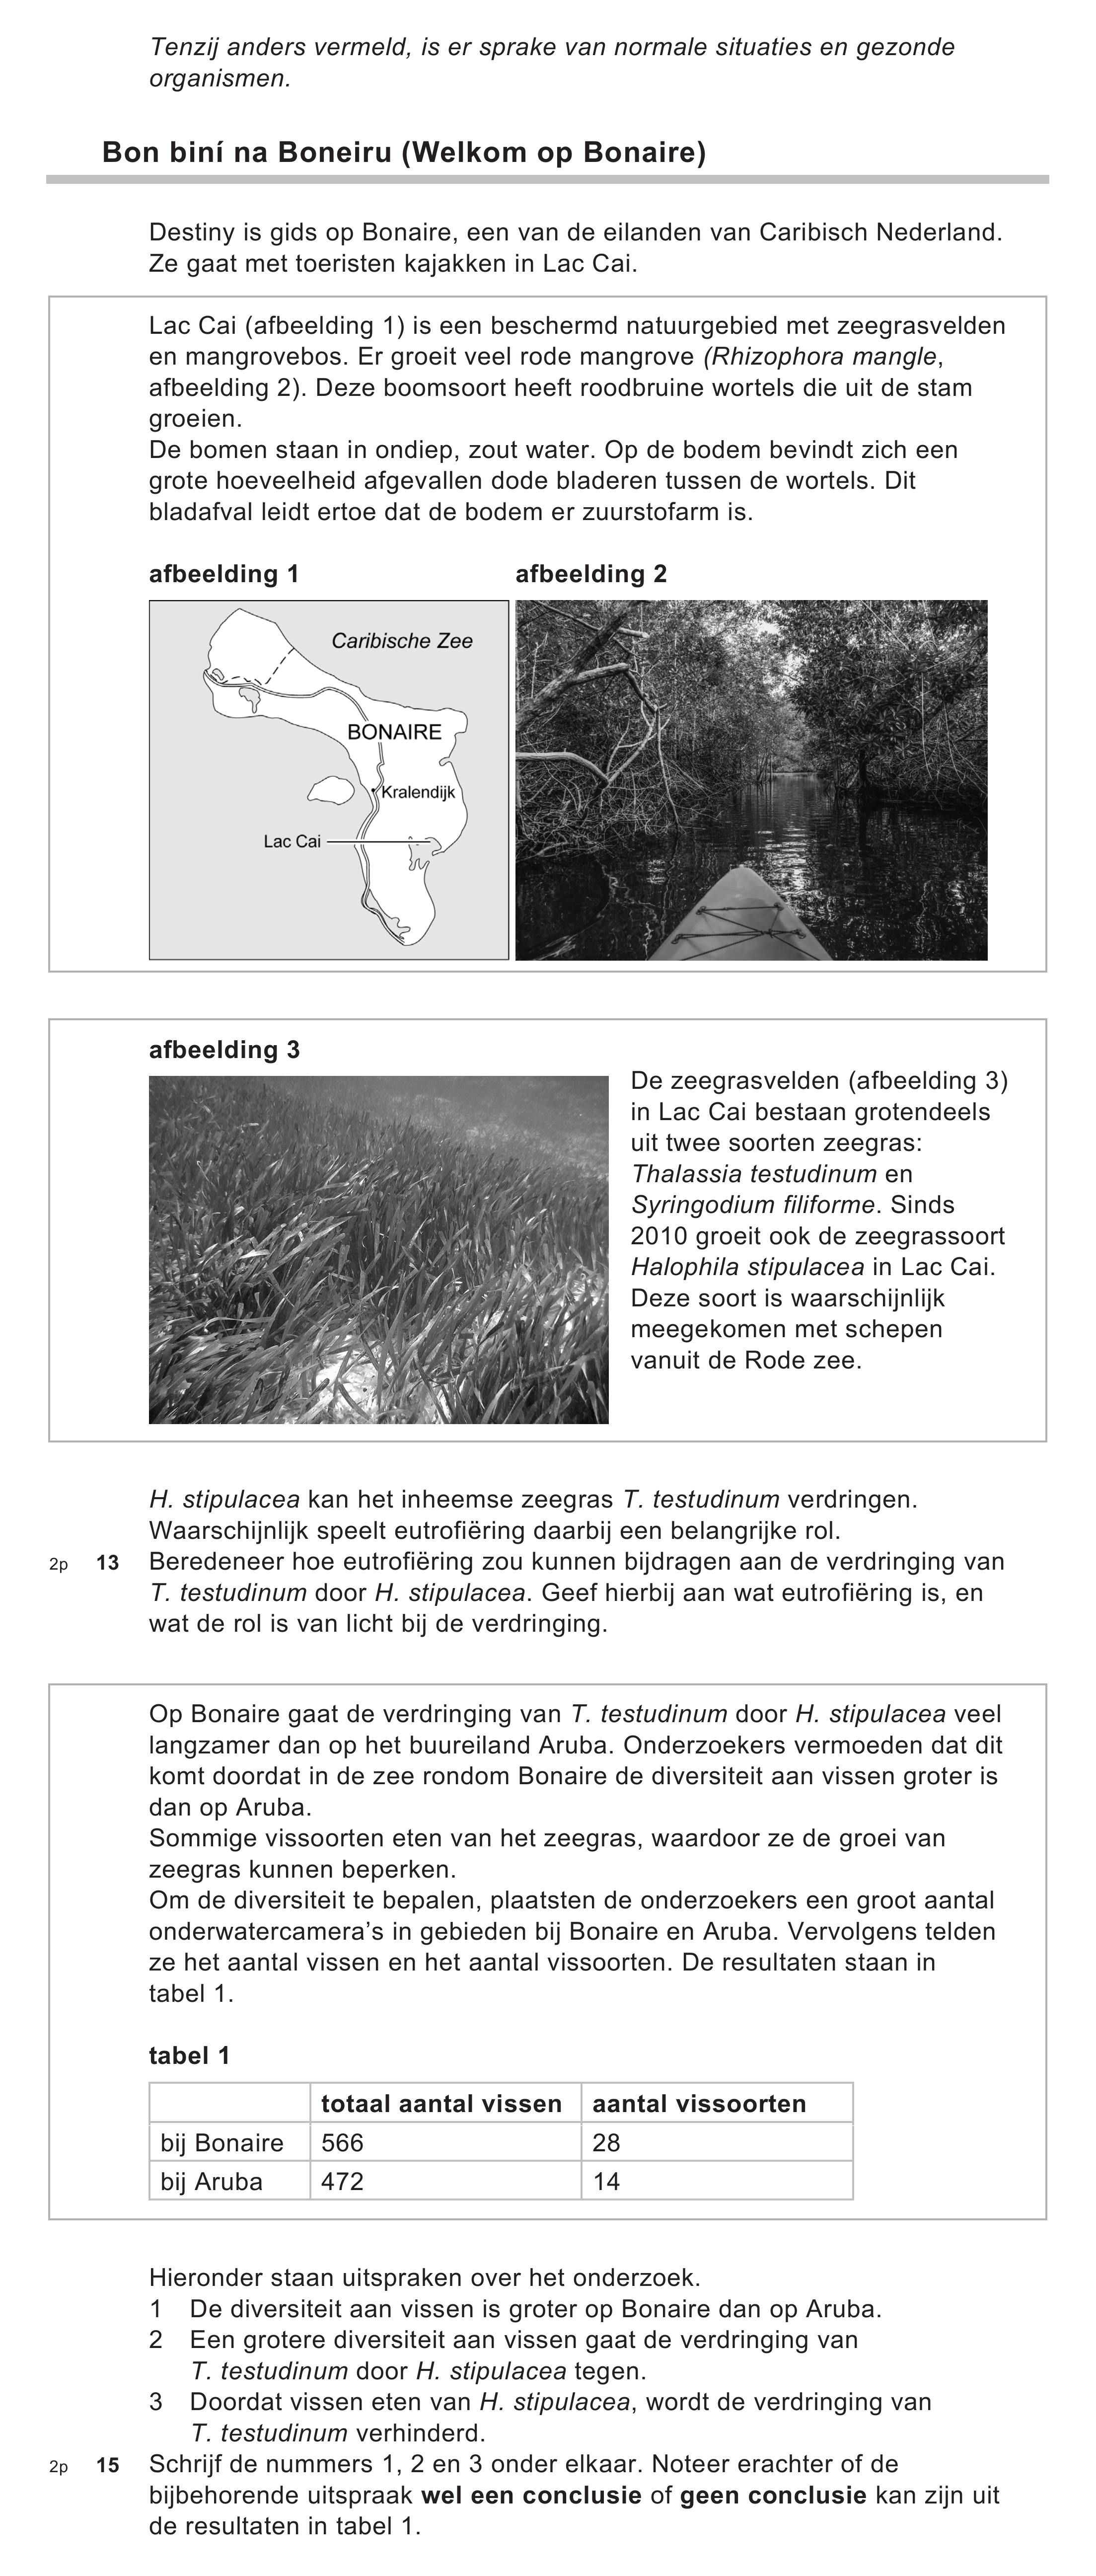 Tenzij anders vermeld, is er sprake van normale situaties en gezonde
organismen.
Bon biní na Boneiru (Welkom op Bonaire)
Destiny is gids op Bonaire, een van de eilanden van Caribisch Nederland.
Ze gaat met toeristen kajakken in Lac Cai.
Lac Cai (afbeelding 1) is een beschermd natuurgebied met zeegrasvelden
en mangrovebos. Er groeit veel rode mangrove (Rhizophora mangle,
afbeelding 2). Deze boomsoort heeft roodbruine wortels die uit de stam
groeien.
De bomen staan in ondiep, zout water. Op de bodem bevindt zich een
grote hoeveelheid afgevallen dode bladeren tussen de wortels. Dit
bladafval leidt ertoe dat de bodem er zuurstofarm is.
afbeelding 1 afbeelding 2
Caribische Zee
BONAIRE
Kralendijk
Lac Cai
afbeelding 3
De zeegrasvelden (afbeelding 3)
in Lac Cai bestaan grotendeels
uit twee soorten zeegras:
Thalassia testudinum en
Syringodium filiforme. Sinds
2010 groeit ook de zeegrassoort
Halophila stipulacea in Lac Cai.
Deze soort is waarschijnlijk
meegekomen met schepen
vanuit de Rode zee.
H. stipulacea kan het inheemse zeegras T. testudinum verdringen.
Waarschijnlijk speelt eutrofiëring daarbij een belangrijke rol.
2p 13 Beredeneer hoe eutrofiëring zou kunnen bijdragen aan de verdringing van
T. testudinum door H. stipulacea. Geef hierbij aan wat eutrofiëring is, en
wat de rol is van licht bij de verdringing.
Op Bonaire gaat de verdringing van T. testudinum door H. stipulacea veel
langzamer dan op het buureiland Aruba. Onderzoekers vermoeden dat dit
komt doordat in de zee rondom Bonaire de diversiteit aan vissen groter is
dan op Aruba.
Sommige vissoorten eten van het zeegras, waardoor ze de groei van
zeegras kunnen beperken.
Om de diversiteit te bepalen, plaatsten de onderzoekers een groot aantal
onderwatercamera's in gebieden bij Bonaire en Aruba. Vervolgens telden
ze het aantal vissen en het aantal vissoorten. De resultaten staan in
tabel 1.
tabel 1
totaal aantal vissen aantal vissoorten
bij Bonaire 566 28
bij Aruba 472 14
Hieronder staan uitspraken over het onderzoek.
1 De diversiteit aan vissen is groter op Bonaire dan op Aruba.
2 Een grotere diversiteit aan vissen gaat de verdringing van
T. testudinum door H. stipulacea tegen.
3 Doordat vissen eten van H. stipulacea, wordt de verdringing van
T. testudinum verhinderd.
2p 15 Schrijf de nummers 1, 2 en 3 onder elkaar. Noteer erachter of de
bijbehorende uitspraak wel een conclusie of geen conclusie kan zijn uit
de resultaten in tabel 1.